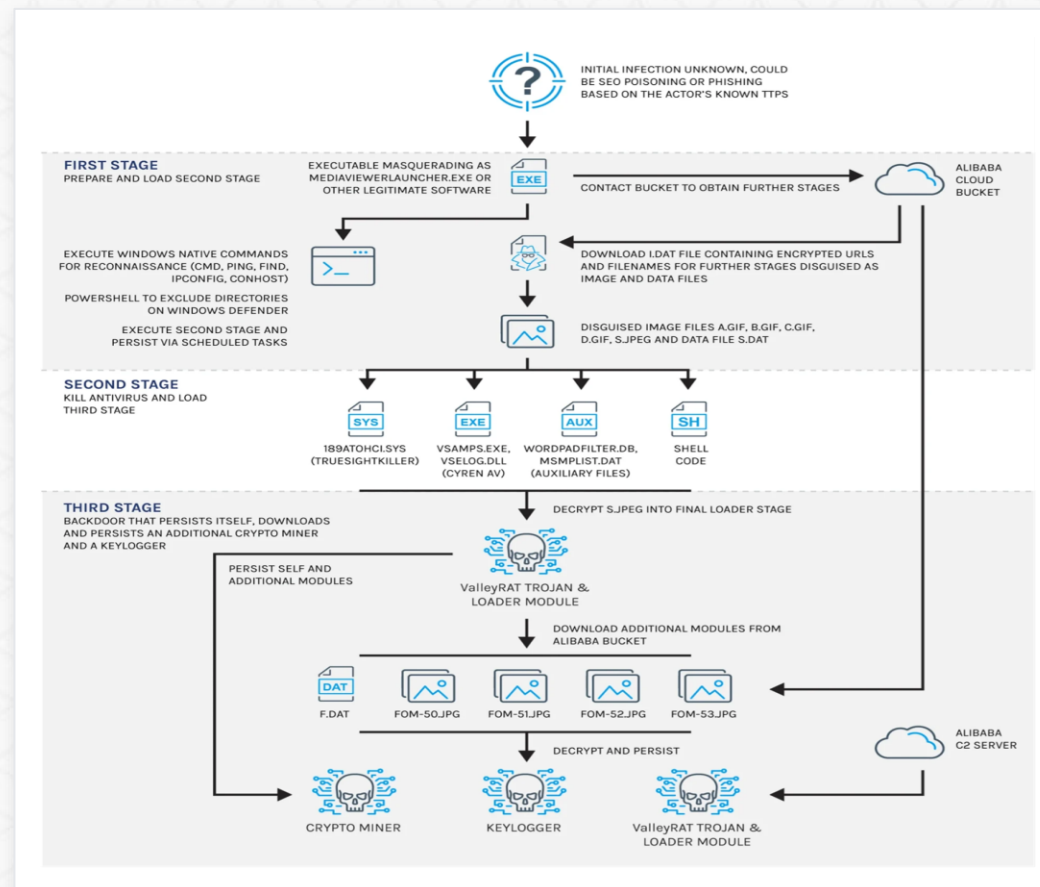 ?
INITIAL INFECTION UNKNOWN, COULD
BE SEO POISONING OR PHISHING
BASED ON THE ACTOR'S KNOWN TTPS
FIRST STAGE
PREPARE AND LOAD SECOND STAGE
EXECUTABLE MASQUERADING AS
MEDIAVIEWERLAUNCHER.EXE OR
OTHER LEGITIMATE SOFTWARE
EXE
CONTACT BUCKET TO OBTAIN FURTHER STAGES
ALIBABA
CLOUD
BUCKET
EXECUTE WINDOWS NATIVE COMMANDS
FOR RECONNAISSANCE (CMD, PING, FIND,
IPCONFIG, CONHOST)
POWERSHELL TO EXCLUDE DIRECTORIES
ON WINDOWS DEFENDER
EXECUTE SECOND STAGE AND
PERSIST VIA SCHEDULED TASKS
DOWNLOAD I.DAT FILE CONTAINING ENCRYPTED URLS
AND FILENAMES FOR FURTHER STAGES DISGUISED AS
IMAGE AND DATA FILES
DISGUISED IMAGE FILES A.GIF, B.GIF, C.GIF,
D.GIF, S.JPEG AND DATA FILE S.DAT
SECOND STAGE
KILL ANTIVIRUS AND LOAD
THIRD STAGE
SYS
189ATOHCI.SYS
(TRUESIGHTKILLER)
EXE
VSAMPS.EXE,
VSELOG.DLL
(CYREN AV)
AUX
WORDPADFILTER.DB,
MSMPLIST.DAT
(AUXILIARY FILES)
SH
SHELL
CODE
THIRD STAGE
BACKDOOR THAT PERSISTS ITSELF, DOWNLOADS
AND PERSISTS AN ADDITIONAL CRYPTO MINER
AND A KEYLOGGER
DECRYPT S.JPEG INTO FINAL LOADER STAGE
PERSIST SELF AND
ADDITIONAL MODULES
ValleyRAT TROJAN &
LOADER MODULE
DOWNLOAD ADDITIONAL MODULES FROM
ALIBABA BUCKET
DAT
F.DAT
FOM-50.JPG
FOM-51.JPG
FOM-52.JPG
FOM-53.JPG
DECRYPT AND PERSIST
ALIBABA
C2 SERVER
CRYPTO MINER
KEYLOGGER
ValleyRAT TROJAN &
LOADER MODULE